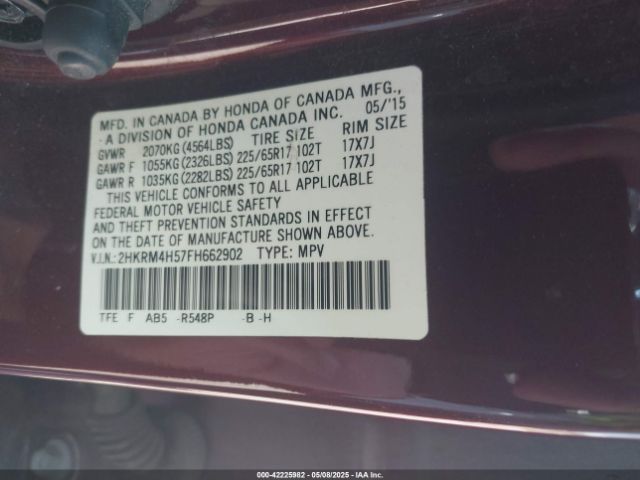 MFD. IN CANADA BY HONDA OF CANADA MFG.,
A DIVISION OF HONDA CANADA INC. 05/'15
GVWR 2070KG (4564LBS) TIRE SIZE RIM SIZE
GAWR F 1055KG (2326LBS) 225/65R17 102T 17X7J
GAWR R 1035KG (2282LBS) 225/65R17 102T 17X7J
THIS VEHICLE CONFORMS TO ALL APPLICABLE
FEDERAL MOTOR VEHICLE SAFETY
AND THEFT PREVENTION STANDARDS IN EFFECT
ON THE DATE OF MANUFACTURE SHOWN ABOVE.
V.I.N.: 2HKRM4H57FH662902 TYPE: MPV
TFE F AB5 -R548P -B -H
000-42225982 — 05/08/2025 — IAA Inc.